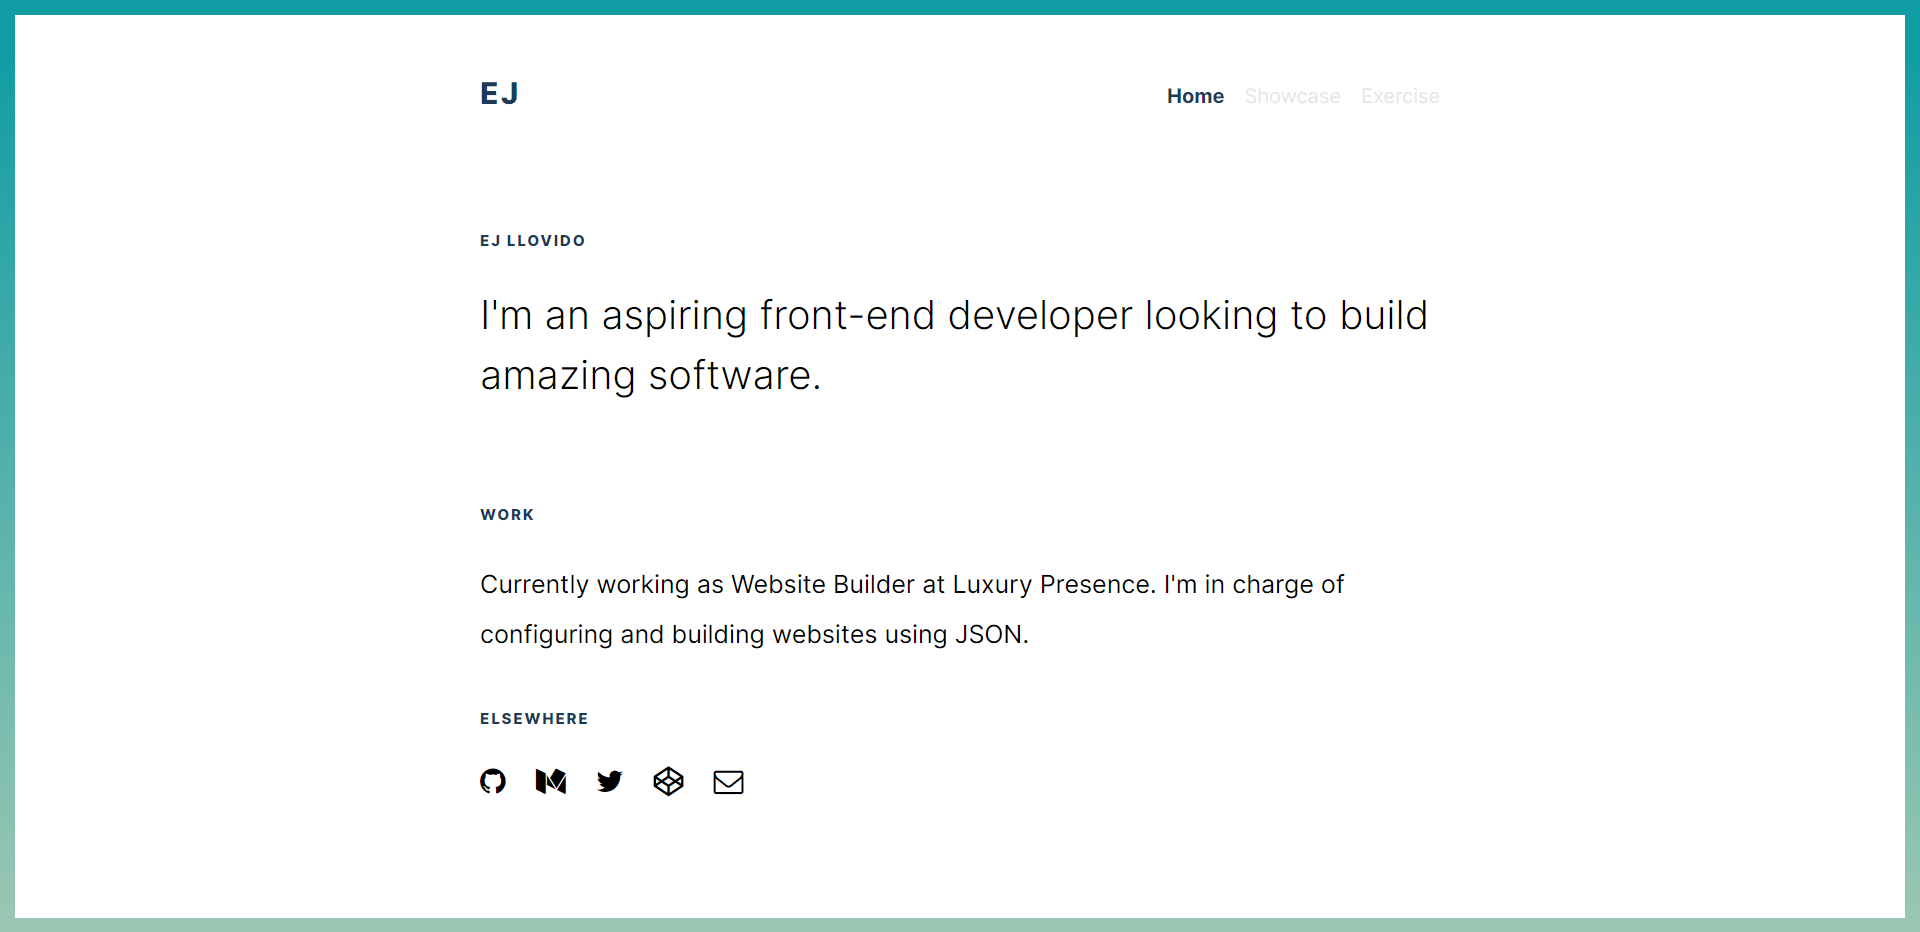 EJ
Home Showcase Exercise
EJ LLOVIDO
I'm an aspiring front-end developer looking to build
amazing software.
WORK
Currently working as Website Builder at Luxury Presence. I'm in charge of
configuring and building websites using JSON.
ELSEWHERE